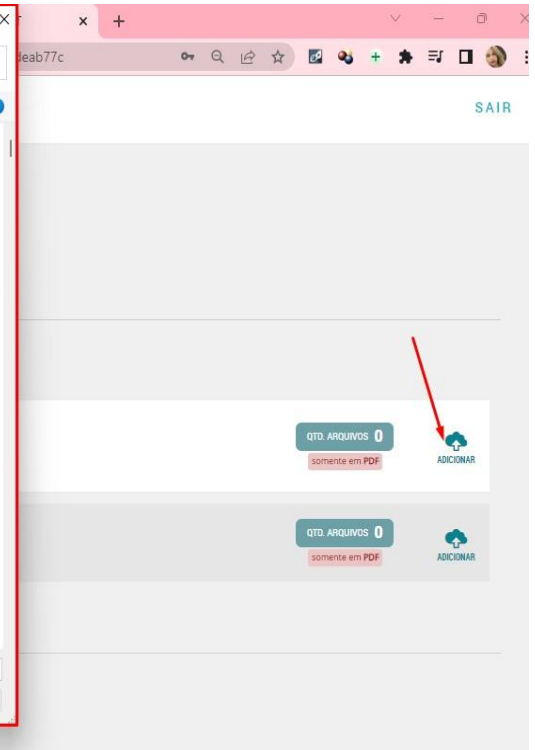 deab77c
SAIR
QTD. ARQUIVOS 0
somente em PDF
ADICIONAR
QTD. ARQUIVOS 0
somente em PDF
ADICIONAR